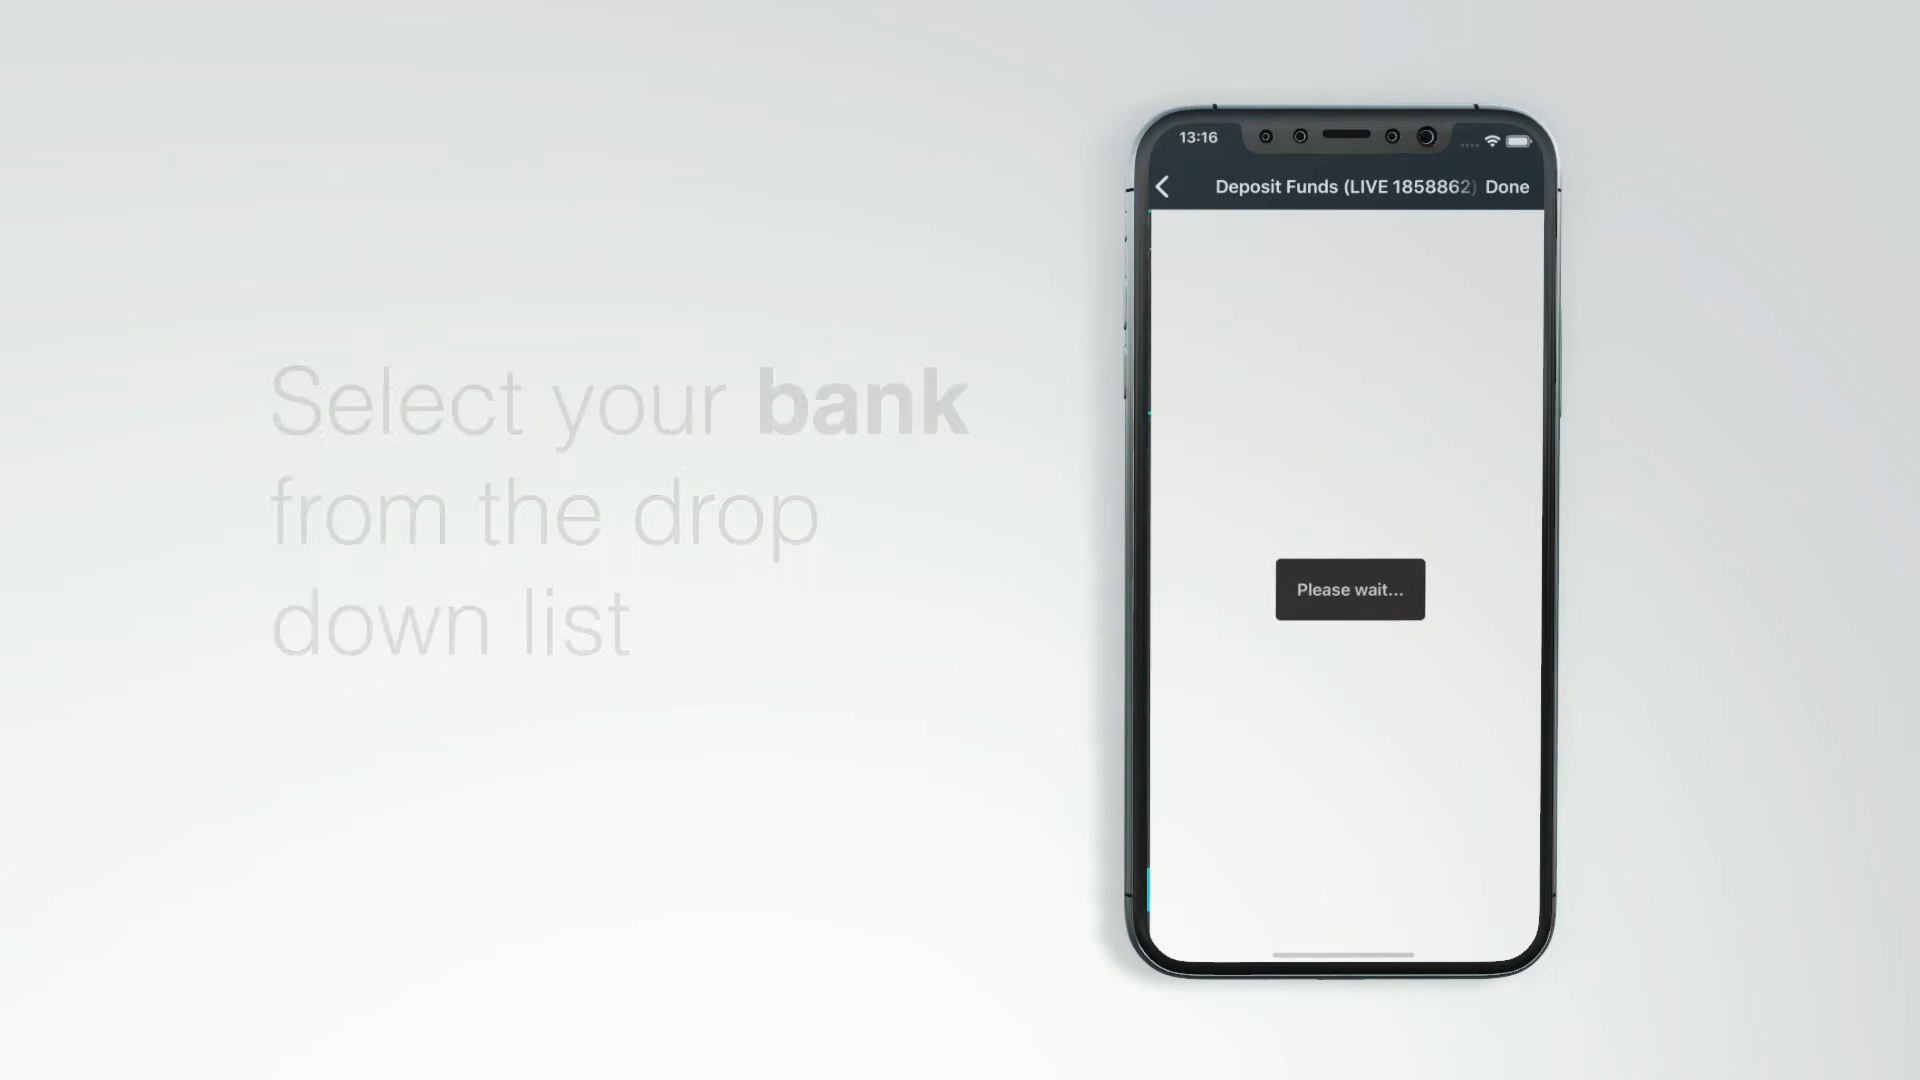 Select your bank
from the drop
down list
13:16
Deposit Funds (LIVE 1858862) Done
Please wait...